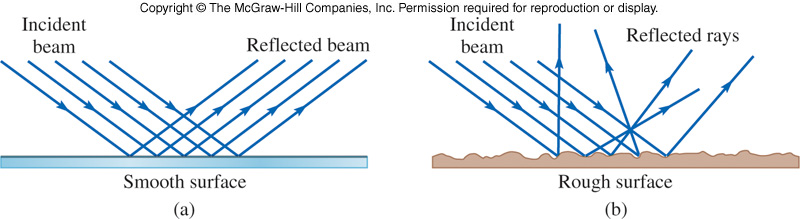 Copyright © The McGraw-Hill Companies, Inc. Permission required for reproduction or display.
Incident
beam
Reflected beam
Smooth surface
(a)
Incident
beam
Reflected rays
Rough surface
(b)